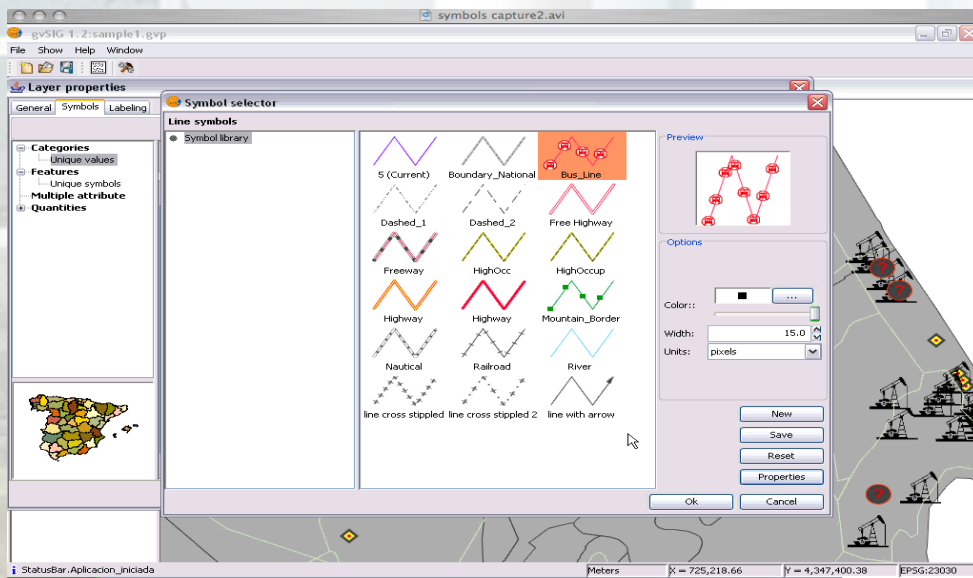 symbols capture2.avi
gvSIG 1.2:sample1.gvp
File Show Help Window
Layer properties
General Symbols Labeling
Categories
Unique values
Features
Unique symbols
Multiple attribute
Quantities
Symbol selector
Line symbols
Symbol library
5 (Current) Boundary_National Bus_Line
Dashed_1 Dashed_2 Free Highway
Freeway HighOcc HighOccup
Highway Highway Mountain_Border
Nautical Railroad River
line cross stippled line cross stippled 2 line with arrow
Preview
Options
Color::
...
Width: 15.0
Units: pixels
New
Save
Reset
Properties
Ok Cancel
?
?
?
StatusBar.Aplicacion_iniciada Meters X = 725,218.66 Y = 4,347,400.38 EPSG:23030